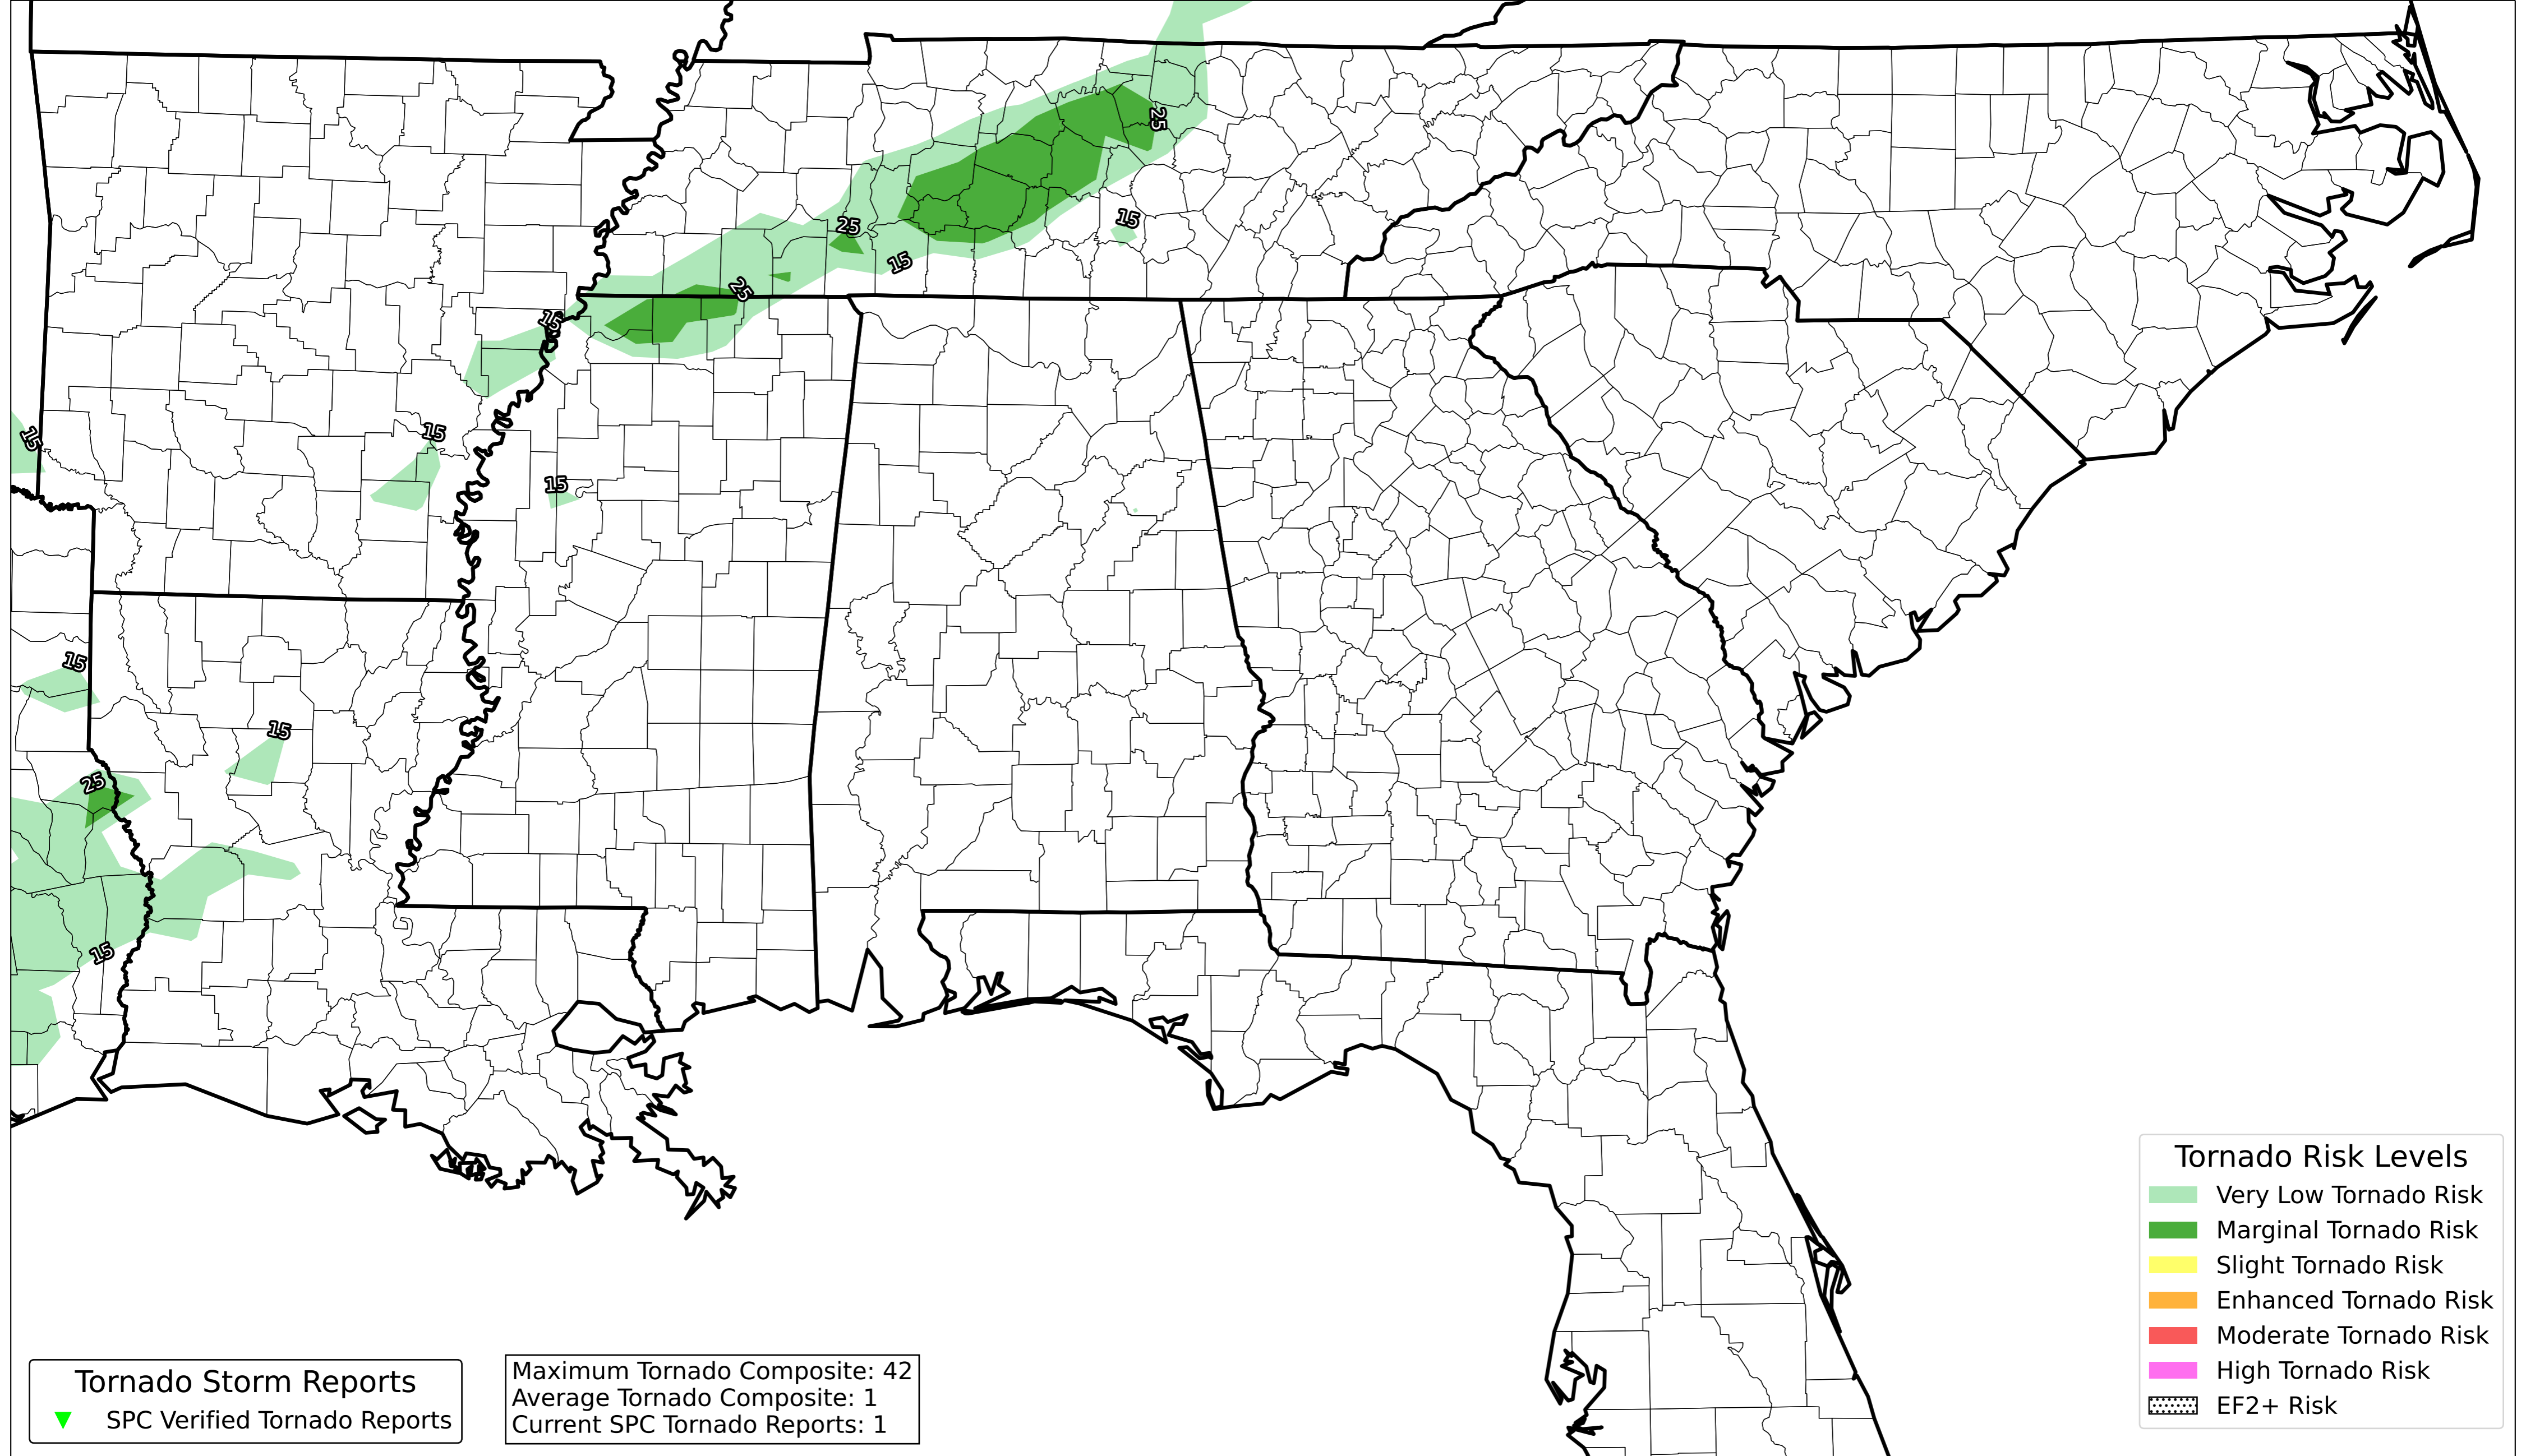 25
15
25
15
25
15
15
15
15
15
15
25
15
Tornado Risk Levels
Very Low Tornado Risk
Marginal Tornado Risk
Slight Tornado Risk
Enhanced Tornado Risk
Moderate Tornado Risk
High Tornado Risk
EF2+ Risk
Tornado Storm Reports
SPC Verified Tornado Reports
Maximum Tornado Composite: 42
Average Tornado Composite: 1
Current SPC Tornado Reports: 1